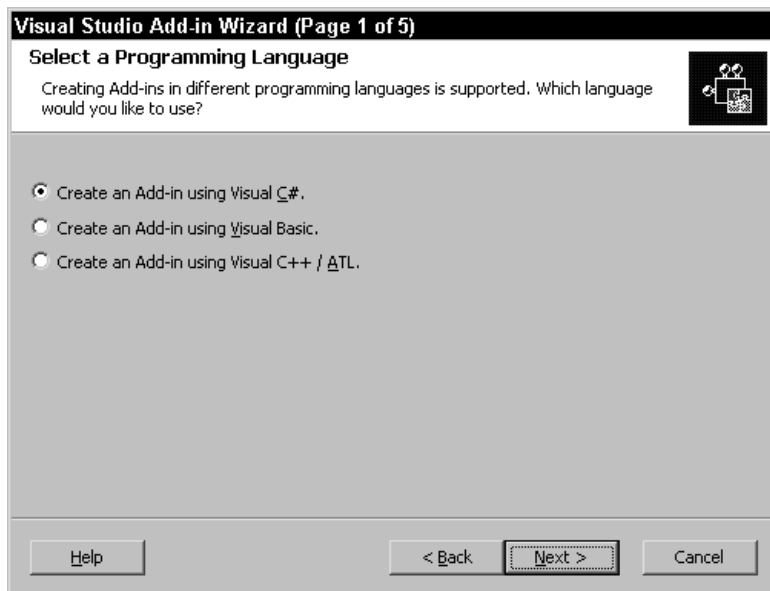 Visual Studio Add-in Wizard (Page 1 of 5)
Select a Programming Language
Creating Add-ins in different programming languages is supported. Which language
would you like to use?
Create an Add-in using Visual C#.
Create an Add-in using Visual Basic.
Create an Add-in using Visual C++ / ATL.
Help
< Back
Next >
Cancel